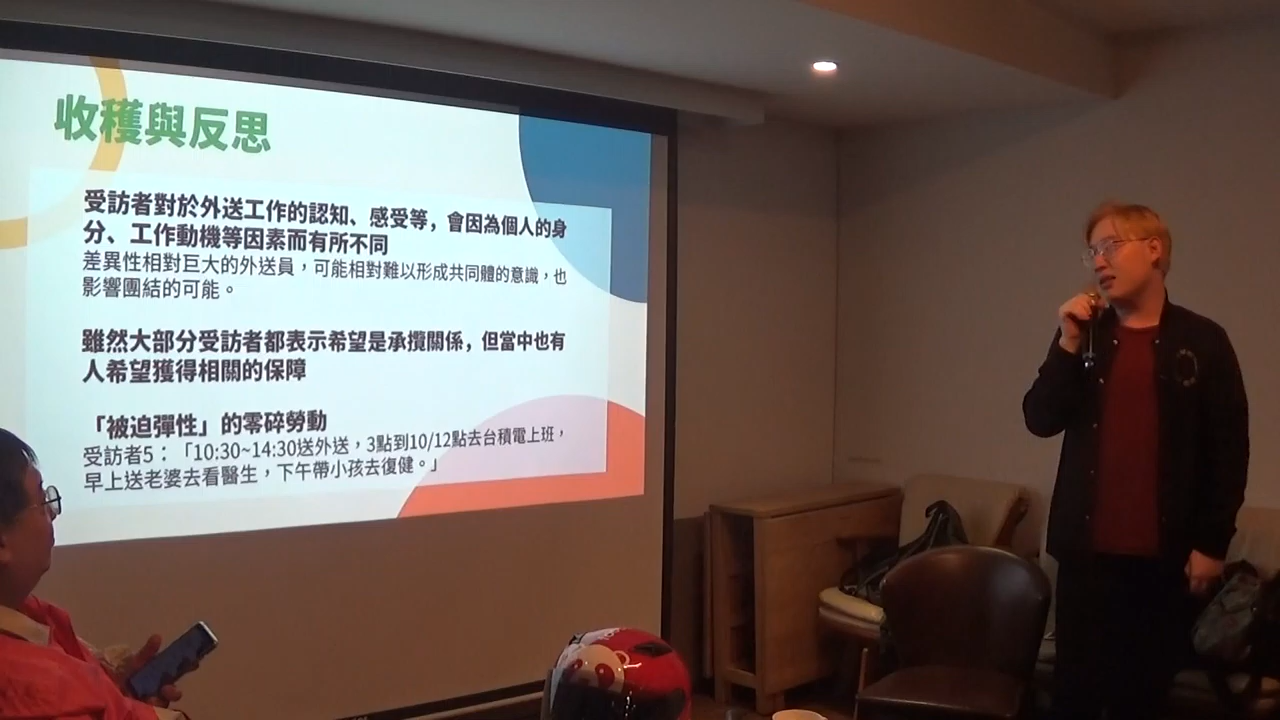 收穫與反思
受訪者對於外送工作的認知、感受等，會因為個人的身
分、工作動機等因素而有所不同
差異性相對巨大的外送員，可能相對難以形成共同體的意識，也
影響團結的可能。
雖然大部分受訪者都表示希望是承攬關係，但當中也有
人希望獲得相關的保障
「被迫彈性」的零碎勞動
受訪者5：「10:30~14:30送外送，3點到10/12點去台積電上班，
早上送老婆去看醫生，下午帶小孩去復健。」